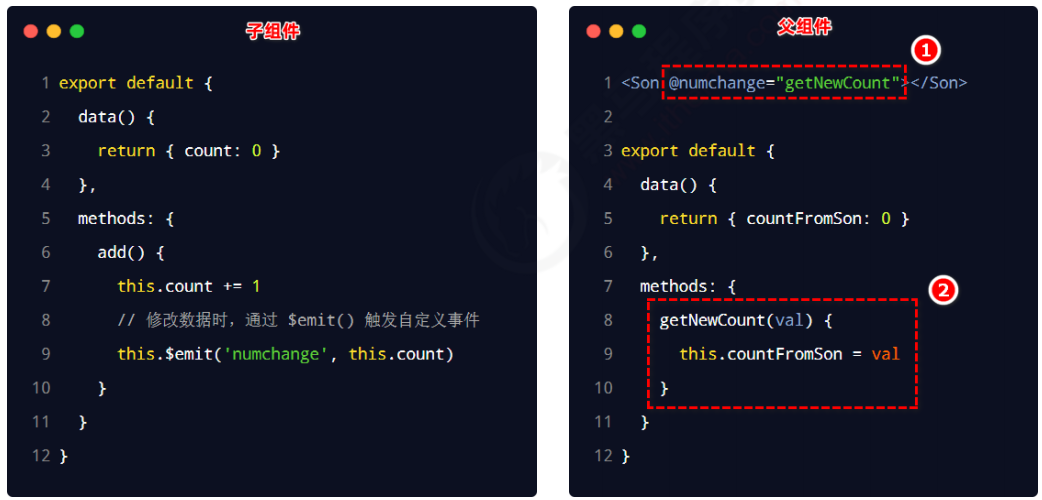 子组件
1 export default {
2 data() {
3 return { count: 0 }
4 },
5 methods: {
6 add() {
7 this.count += 1
8 // 修改数据时，通过 $emit() 触发自定义事件
9 this.$emit('numchange', this.count)
10 }
11 }
12 }
父组件
1
1 <Son @numchange="getNewCount"></Son>
2
3 export default {
4 data() {
5 return { countFromSon: 0 }
6 },
7 methods: {
2
8 getNewCount(val) {
9 this.countFromSon = val
10 }
11 }
12 }